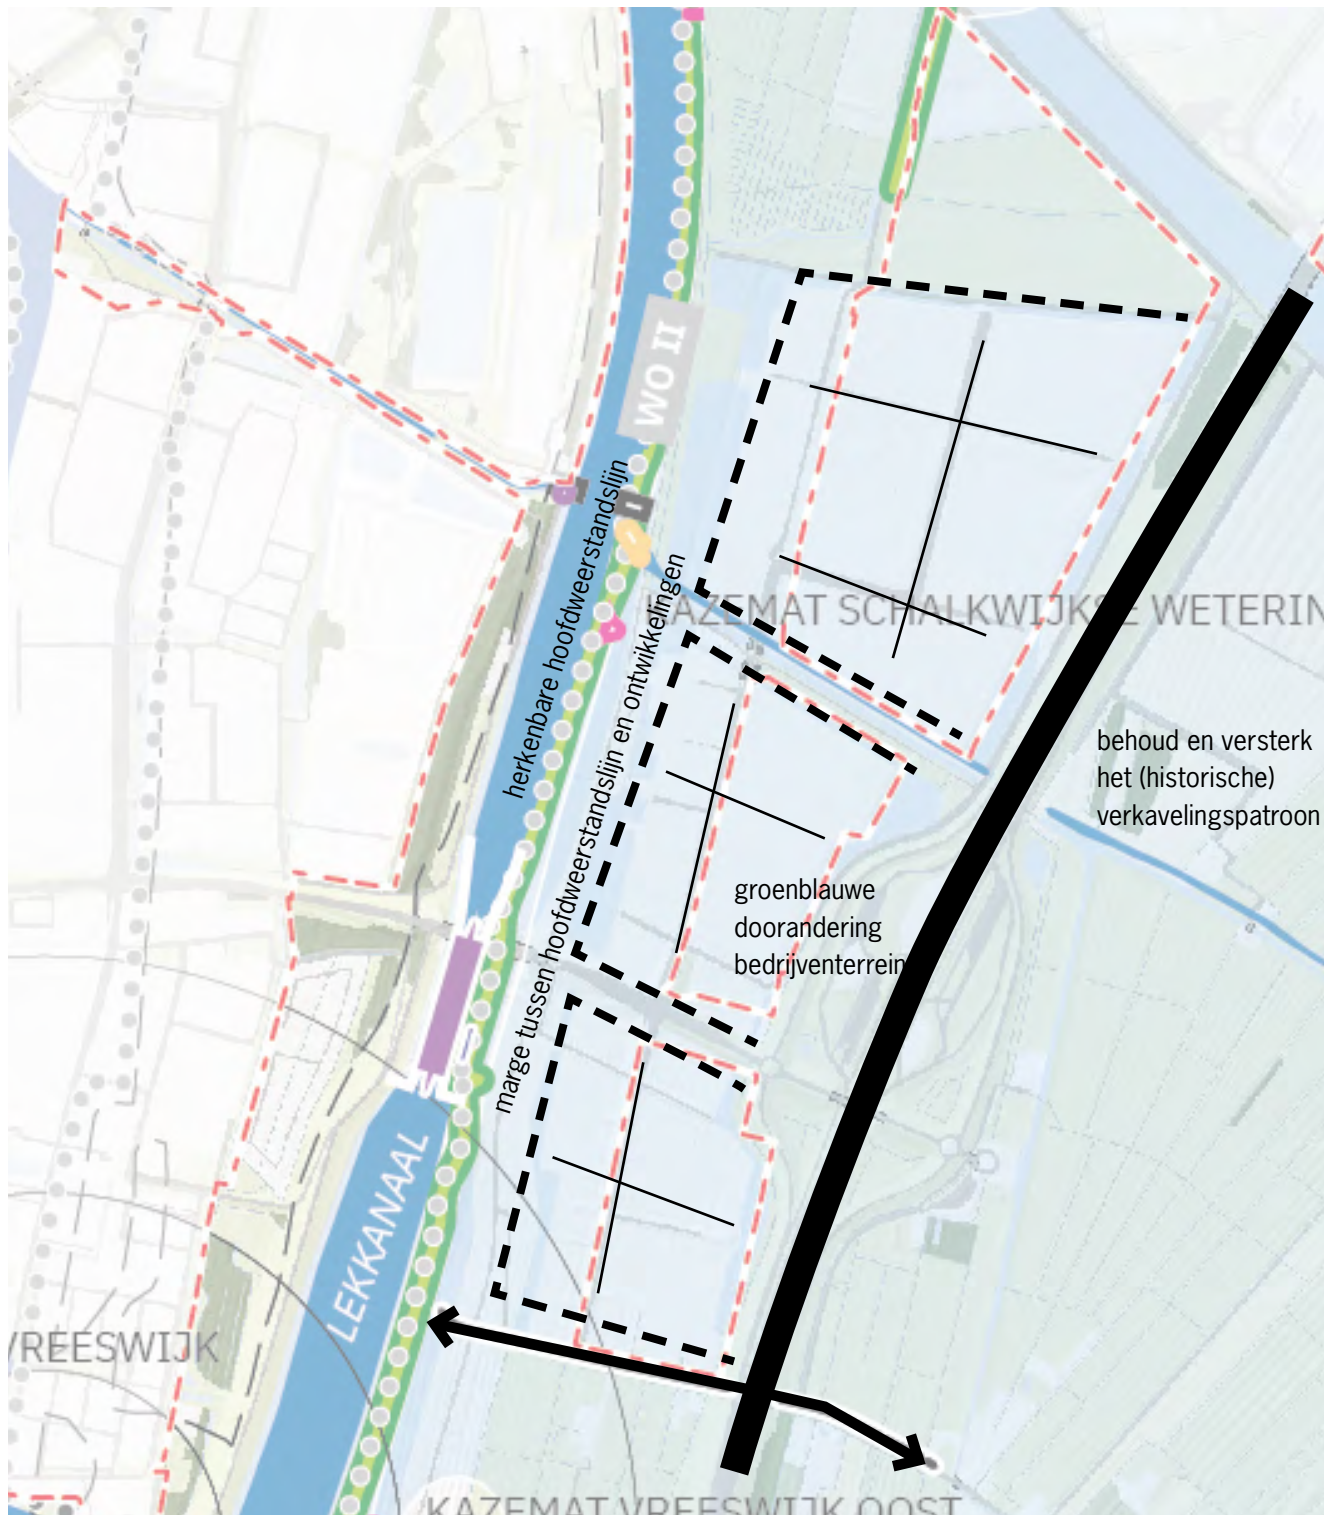 WO II
herkenbare hoofdweerstandslijn
marge tussen hoofdweerstandslijn en ontwikkelingen
KAZEMAT SCHALKWIJKSE WETERIN
behoud en versterk
het (historische)
verkavelingspatroon
groenblauwe
doorandering
bedrijventerrein
LEKKANAAL
VREESWIJK
KAZEMAT VREESWIJK OOST